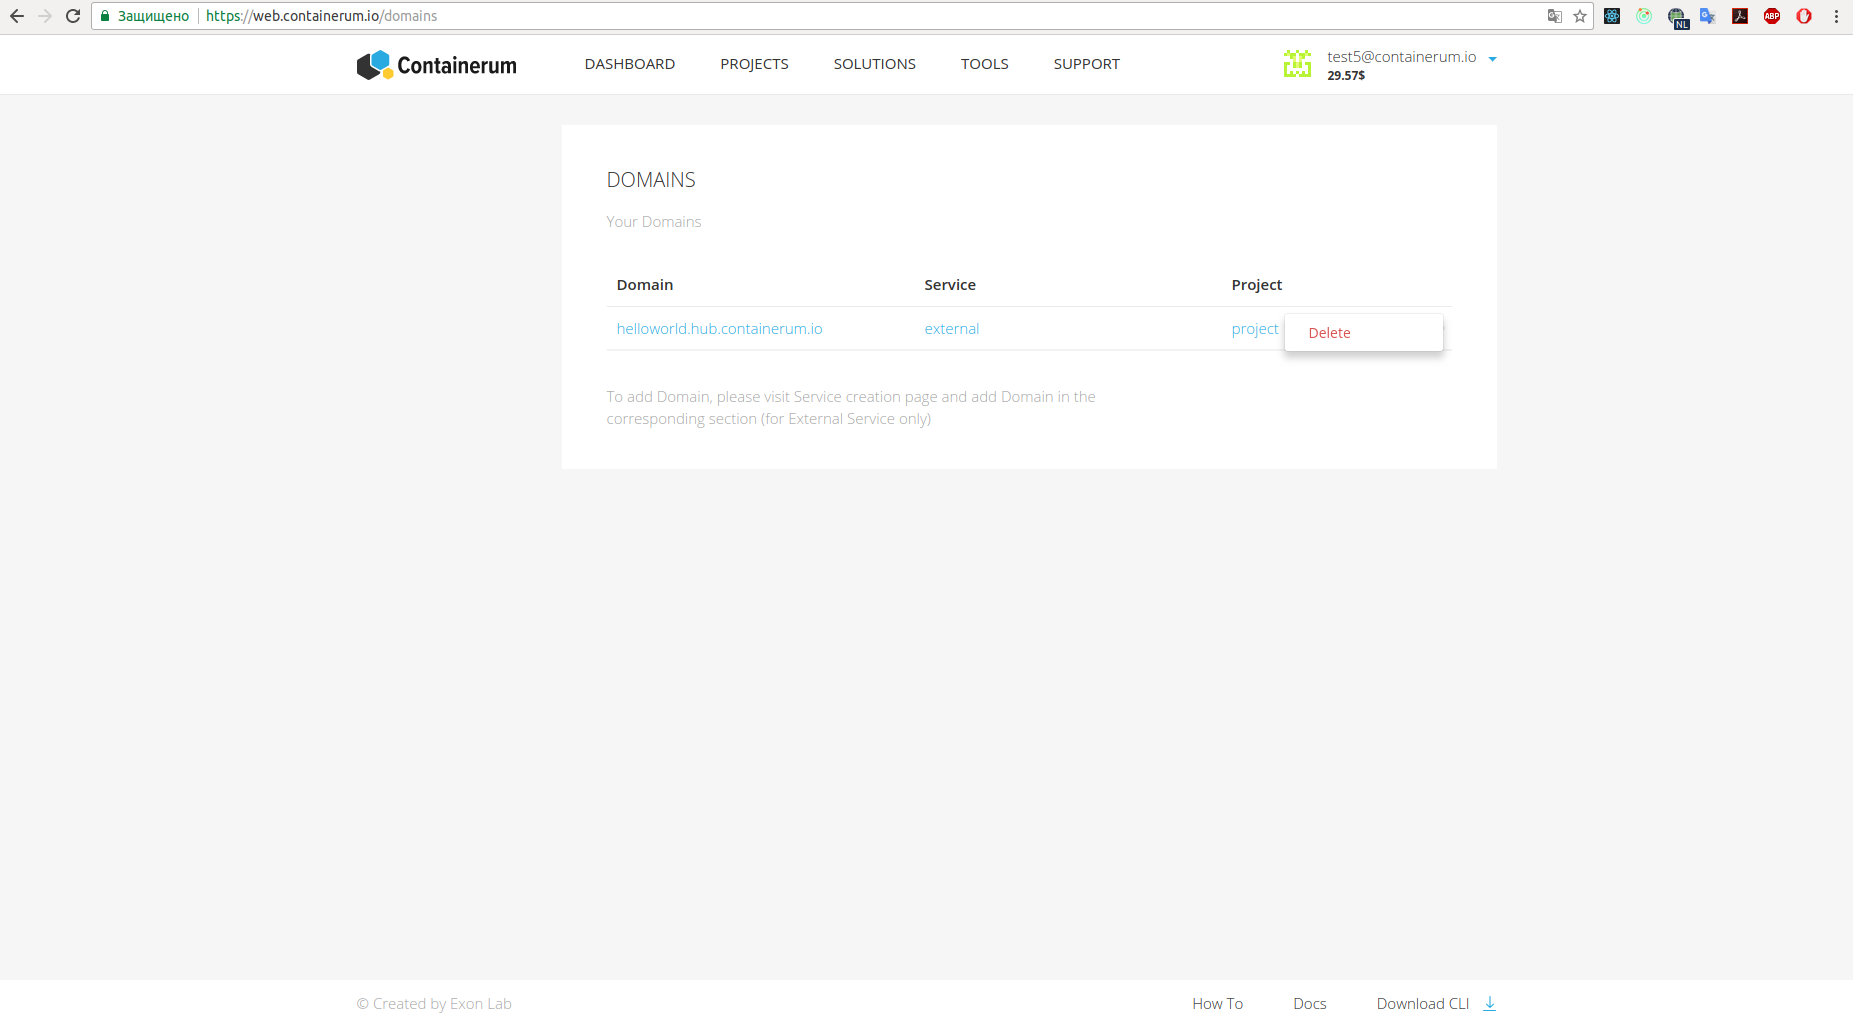 Защищено https://web.containerum.io/domains
NL
ABP
Containerum DASHBOARD PROJECTS SOLUTIONS TOOLS SUPPORT test5@containerum.io
29.57$
DOMAINS
Your Domains
Domain Service Project
helloworld.hub.containerum.io external project Delete
To add Domain, please visit Service creation page and add Domain in the
corresponding section (for External Service only)
© Created by Exon Lab How To Docs Download CLI